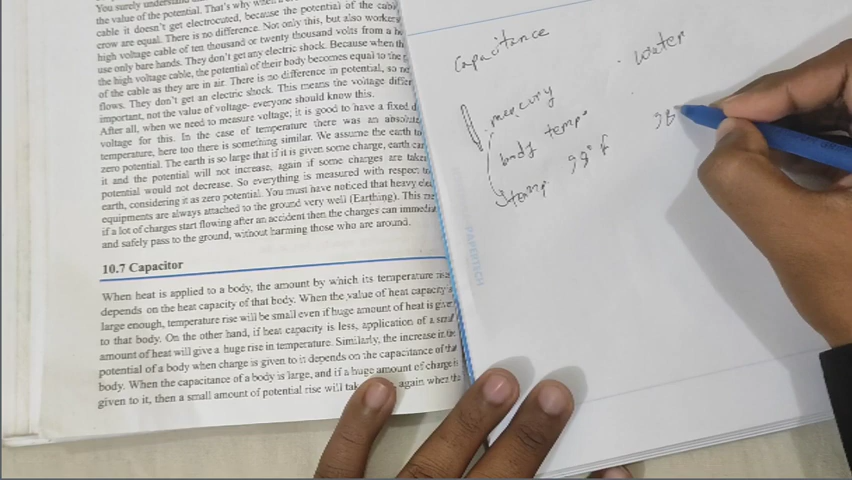 You surely understand
the value of the potential. That's why when a
cable it doesn't get electrocuted, because the potential of the cable
crow are equal. There is no difference. Not only this, but also workers
high voltage cable of ten thousand or twenty thousand volts from a
use only bare hands. They don't get any electric shock. Because when th
the high voltage cable, the potential of their body becomes equal to the
of the cable as they are in air. There is no difference in potential, so no
flows. They don't get an electric shock. This means the voltage differ
important, not the value of voltage- everyone should know this.
After all, when we need to measure voltage; it is good to have a fixed d
voltage for this. In the case of temperature there was an absolute
temperature, here too there is something similar. We assume the earth to
zero potential. The earth is so large that if it is given some charge, earth can
it and the potential will not increase, again if some charges are taken
potential would not decrease. So everything is measured with respect to
earth, considering it as zero potential. You must have noticed that heavy elec
equipments are always attached to the ground very well (Earthing). This me
if a lot of charges start flowing after an accident then the charges can immedia
and safely pass to the ground, without harming those who are around.
10.7 Capacitor
When heat is applied to a body, the amount by which its temperature rise
depends on the heat capacity of that body. When the value of heat capacity
large enough, temperature rise will be small even if huge amount of heat is give
to that body. On the other hand, if heat capacity is less, application of a small
amount of heat will give a huge rise in temperature. Similarly, the increase in the
potential of a body when charge is given to it depends on the capacitance of that
body. When the capacitance of a body is large, and if a huge amount of charge is
given to it, then a small amount of potential rise will take again when the
Capacitance
mercury
water
body temp
temp 99° f
98
PAPERTECH